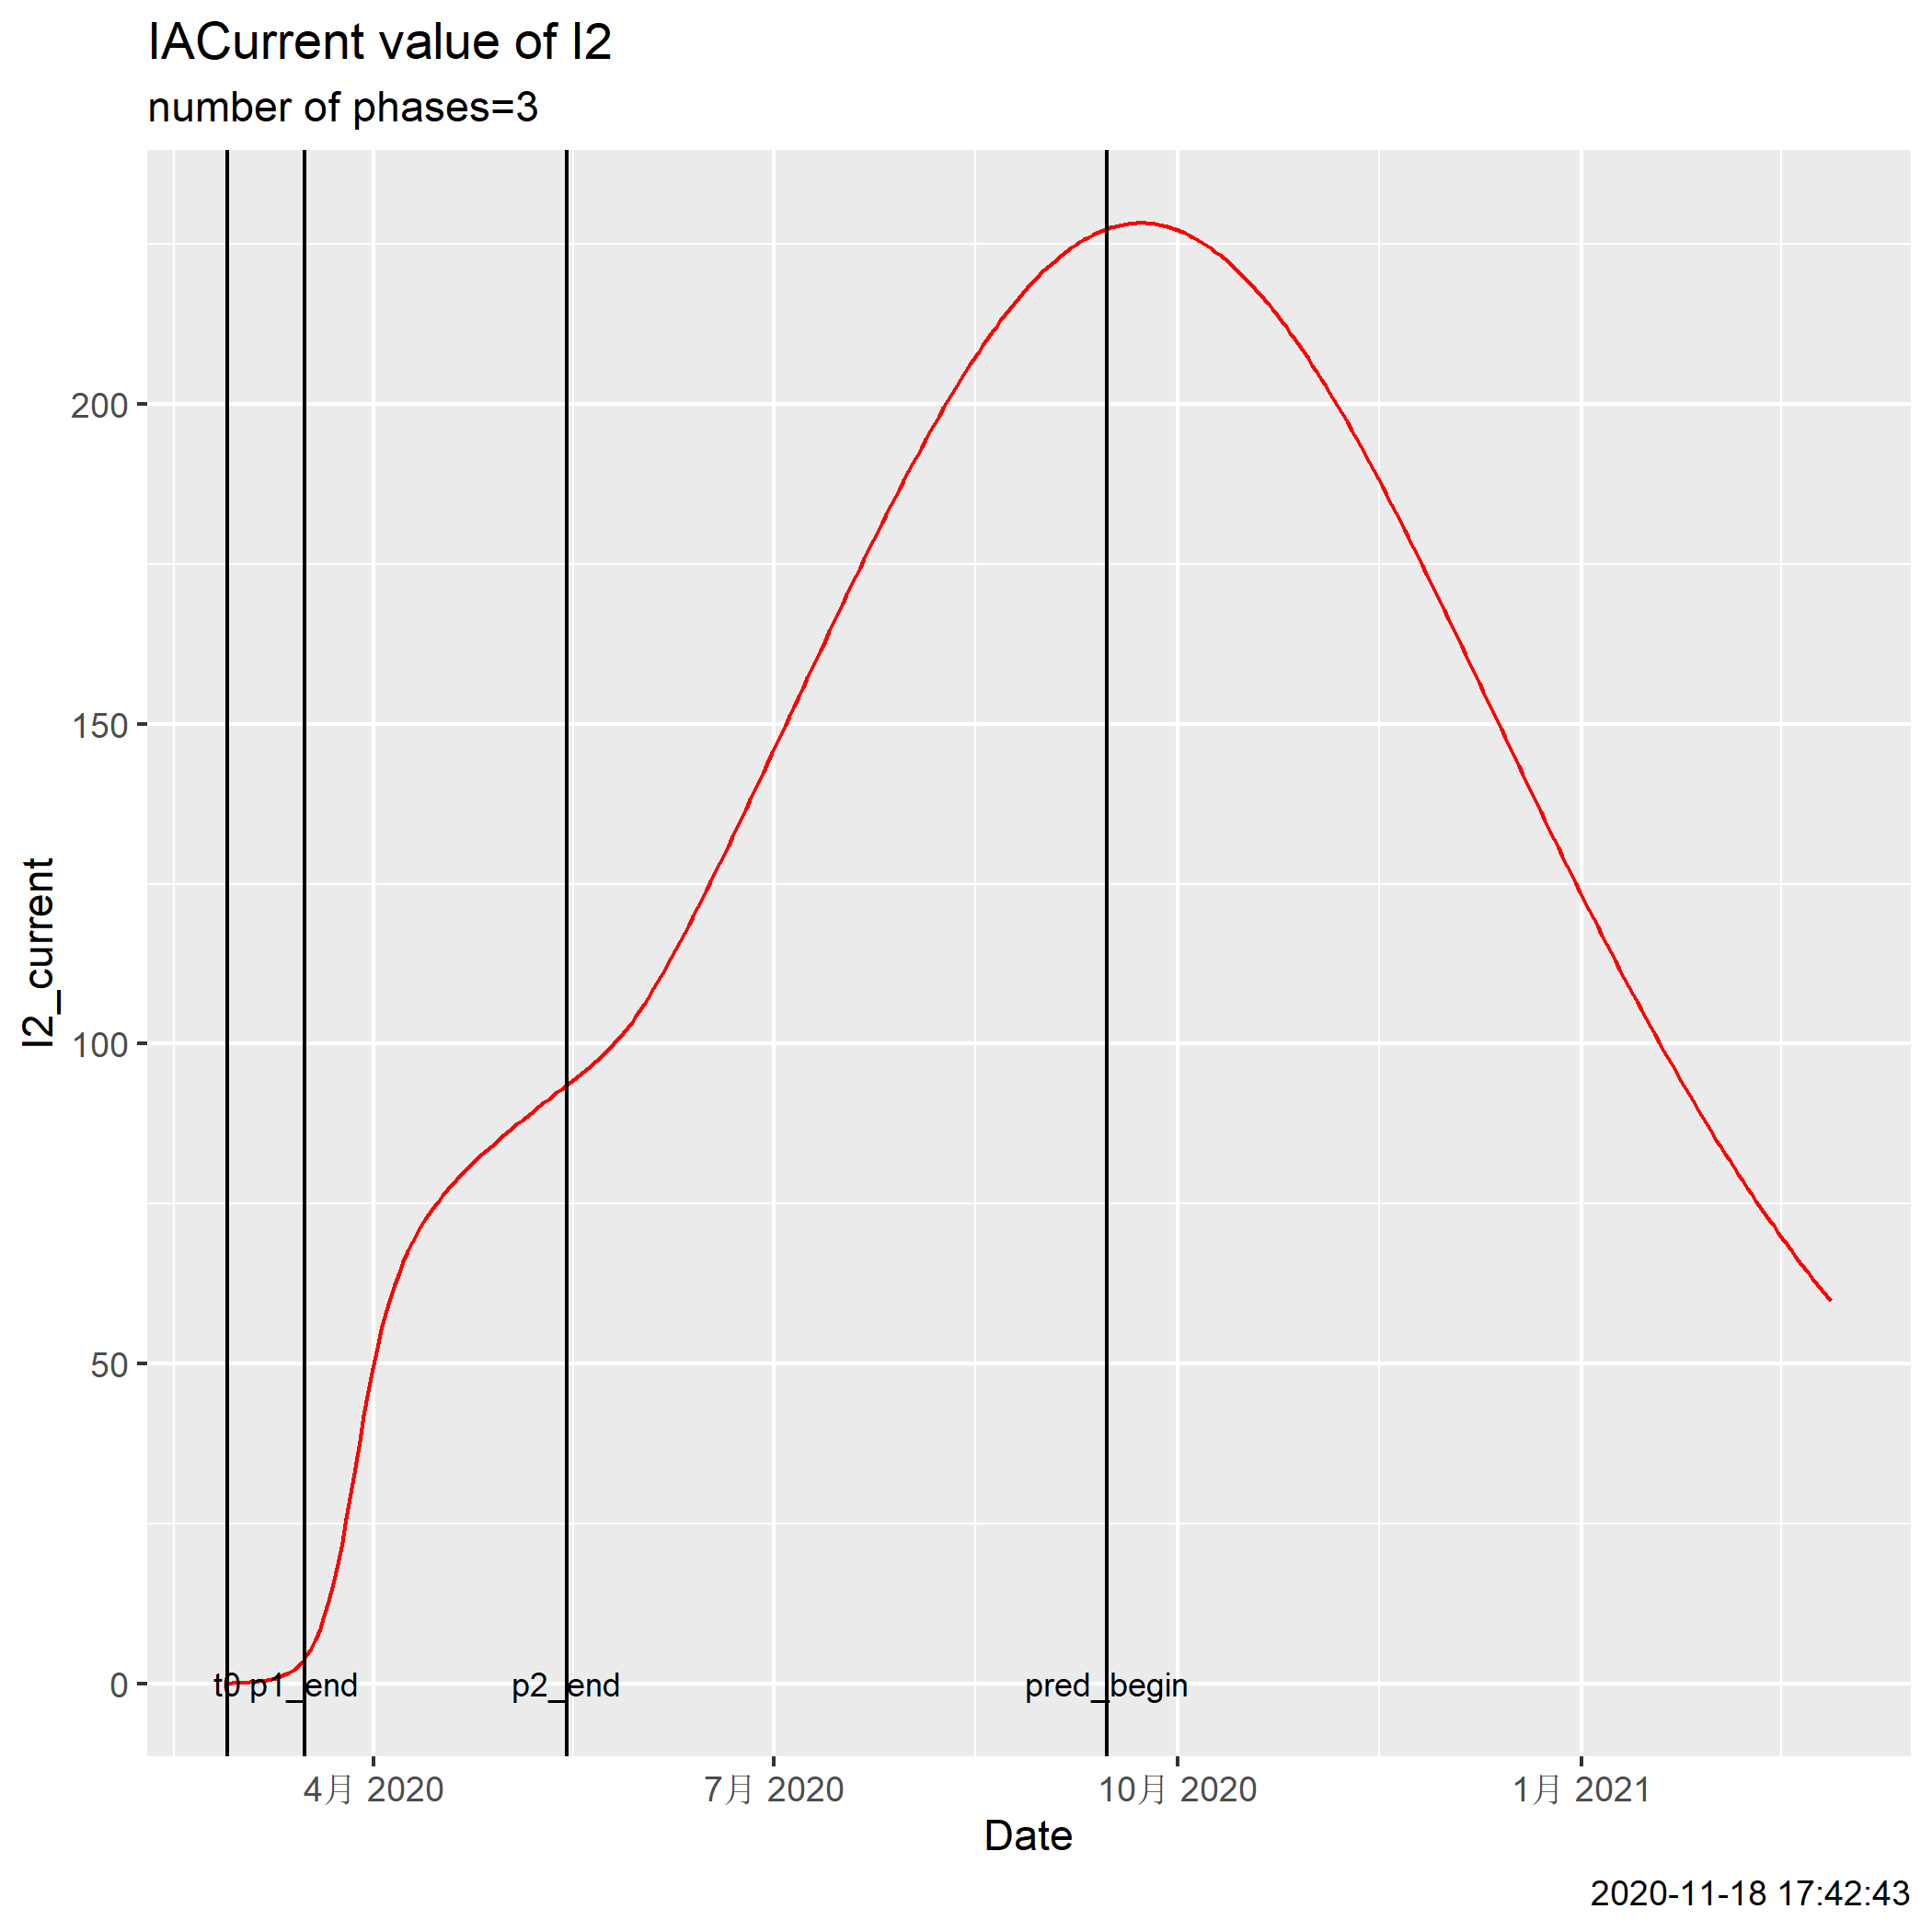 IACurrent value of I2
number of phases=3
I2_current
200
150
100
50
0
t0 p1_end p2_end pred_begin
4月 2020 7月 2020 10月 2020 1月 2021
Date
2020-11-18 17:42:43